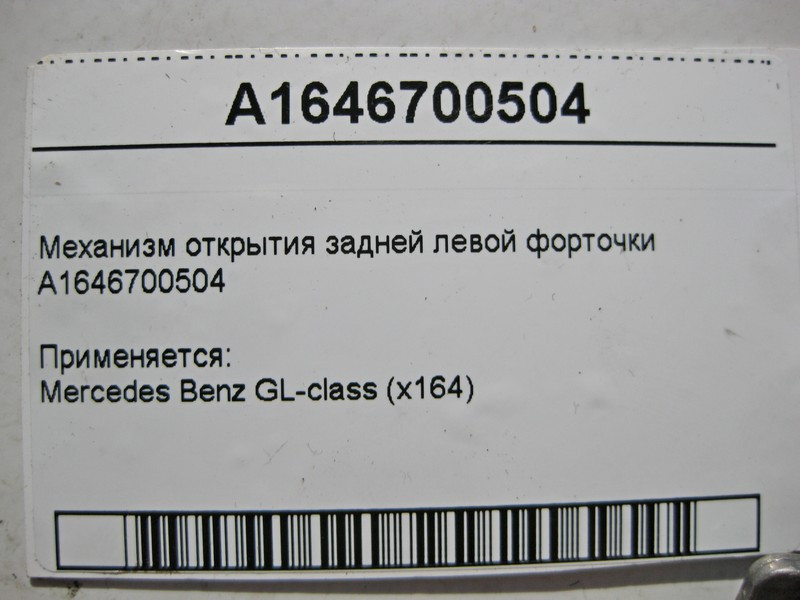 A1646700504
Механизм открытия задней левой форточки
A1646700504
Применяется:
Mercedes Benz GL-class (x164)